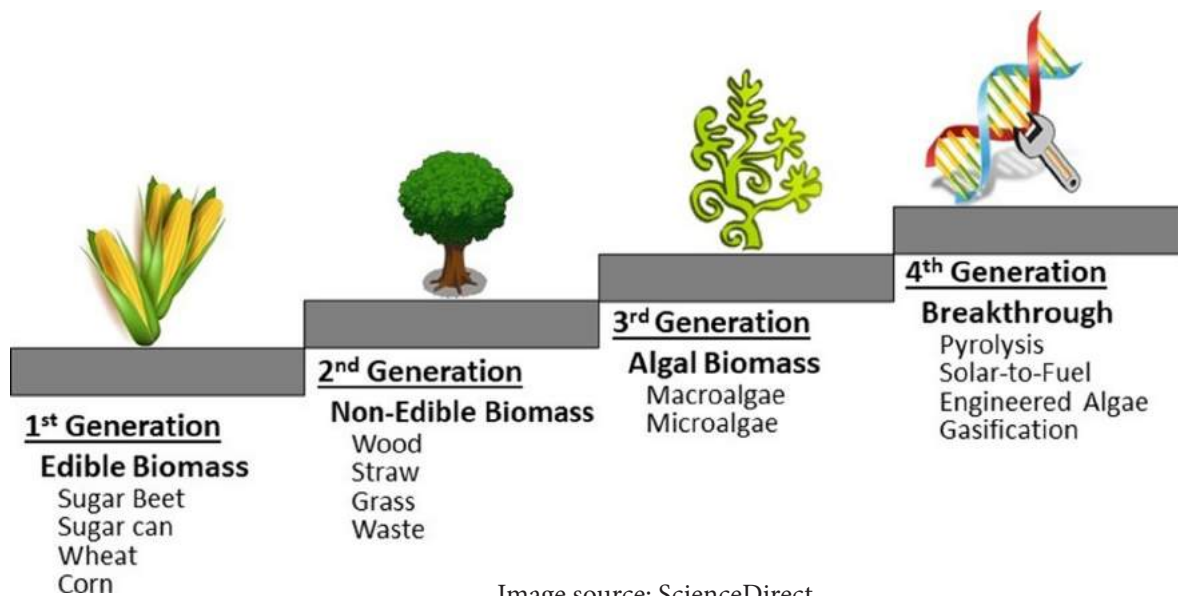 1st Generation
Edible Biomass
Sugar Beet
Sugar can
Wheat
Corn
2nd Generation
Non-Edible Biomass
Wood
Straw
Grass
Waste
3rd Generation
Algal Biomass
Macroalgae
Microalgae
4th Generation
Breakthrough
Pyrolysis
Solar-to-Fuel
Engineered Algae
Gasification
Image source: ScienceDirect